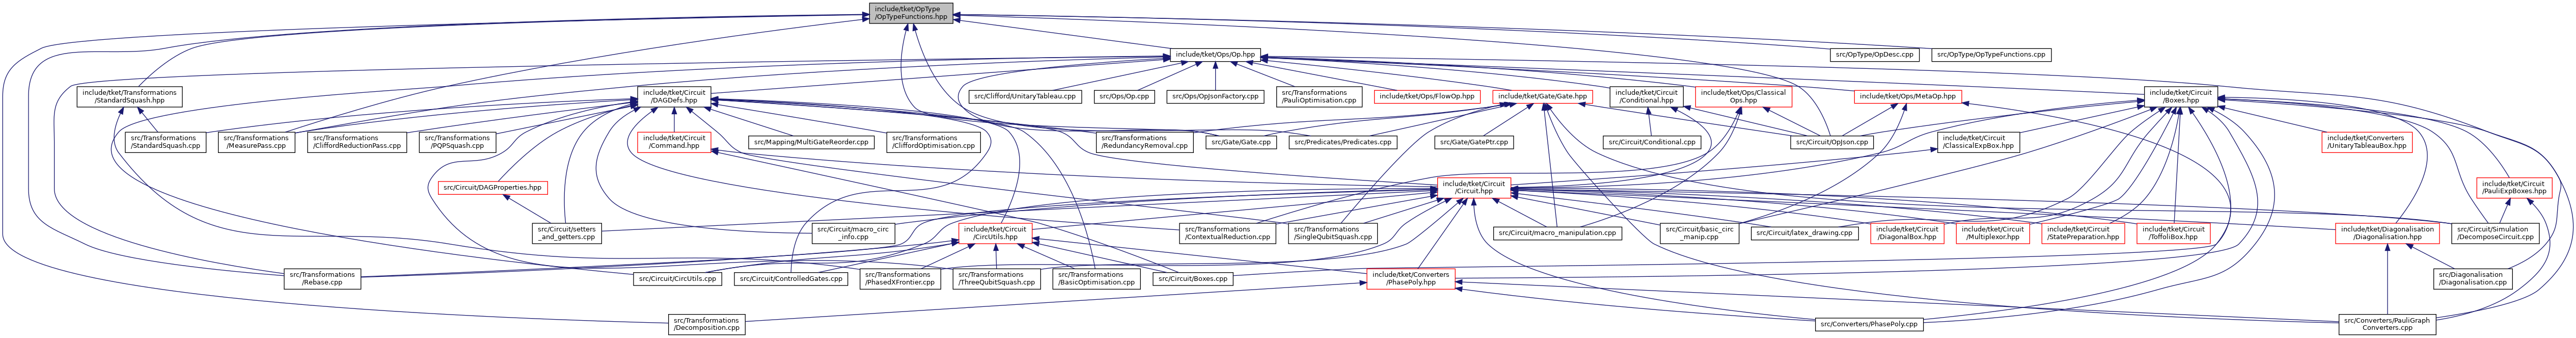 include/tket/OpType
/OpTypeFunctions.hpp
include/tket/Ops/Op.hpp
src/OpType/OpDesc.cpp
src/OpType/OpTypeFunctions.cpp
include/tket/Transformations
/StandardSquash.hpp
include/tket/Circuit
/DAGDefs.hpp
src/Clifford/UnitaryTableau.cpp
src/Ops/Op.cpp
src/Ops/OpJsonFactory.cpp
src/Transformations
/PauliOptimisation.cpp
include/tket/Ops/FlowOp.hpp
include/tket/Gate/Gate.hpp
include/tket/Circuit
/Conditional.hpp
include/tket/Ops/Classical
Ops.hpp
include/tket/Ops/MetaOp.hpp
include/tket/Circuit
/Boxes.hpp
src/Transformations
/StandardSquash.cpp
src/Transformations
/MeasurePass.cpp
src/Transformations
/CliffordReductionPass.cpp
src/Transformations
/PQPSquash.cpp
include/tket/Circuit
/Command.hpp
src/Mapping/MultiGateReorder.cpp
src/Transformations
/CliffordOptimisation.cpp
src/Transformations
/RedundancyRemoval.cpp
src/Gate/Gate.cpp
src/Predicates/Predicates.cpp
src/Gate/GatePtr.cpp
src/Circuit/Conditional.cpp
src/Circuit/OpJson.cpp
include/tket/Circuit
/ClassicalExpBox.hpp
include/tket/Converters
/UnitaryTableauBox.hpp
src/Circuit/DAGProperties.hpp
include/tket/Circuit
/Circuit.hpp
include/tket/Circuit
/PauliExpBoxes.hpp
src/Circuit/setters
_and_getters.cpp
src/Circuit/macro_circ
_info.cpp
include/tket/Circuit
/CircUtils.hpp
src/Transformations
/ContextualReduction.cpp
src/Transformations
/SingleQubitSquash.cpp
src/Circuit/macro_manipulation.cpp
src/Circuit/basic_circ
_manip.cpp
src/Circuit/latex_drawing.cpp
include/tket/Circuit
/DiagonalBox.hpp
include/tket/Circuit
/Multiplexor.hpp
include/tket/Circuit
/StatePreparation.hpp
include/tket/Circuit
/ToffoliBox.hpp
include/tket/Diagonalisation
/Diagonalisation.hpp
src/Circuit/Simulation
/DecomposeCircuit.cpp
src/Transformations
/Rebase.cpp
src/Circuit/CircUtils.cpp
src/Circuit/ControlledGates.cpp
src/Transformations
/PhasedXFrontier.cpp
src/Transformations
/ThreeQubitSquash.cpp
src/Transformations
/BasicOptimisation.cpp
src/Circuit/Boxes.cpp
include/tket/Converters
/PhasePoly.hpp
src/Diagonalisation
/Diagonalisation.cpp
src/Transformations
/Decomposition.cpp
src/Converters/PhasePoly.cpp
src/Converters/PauliGraph
Converters.cpp